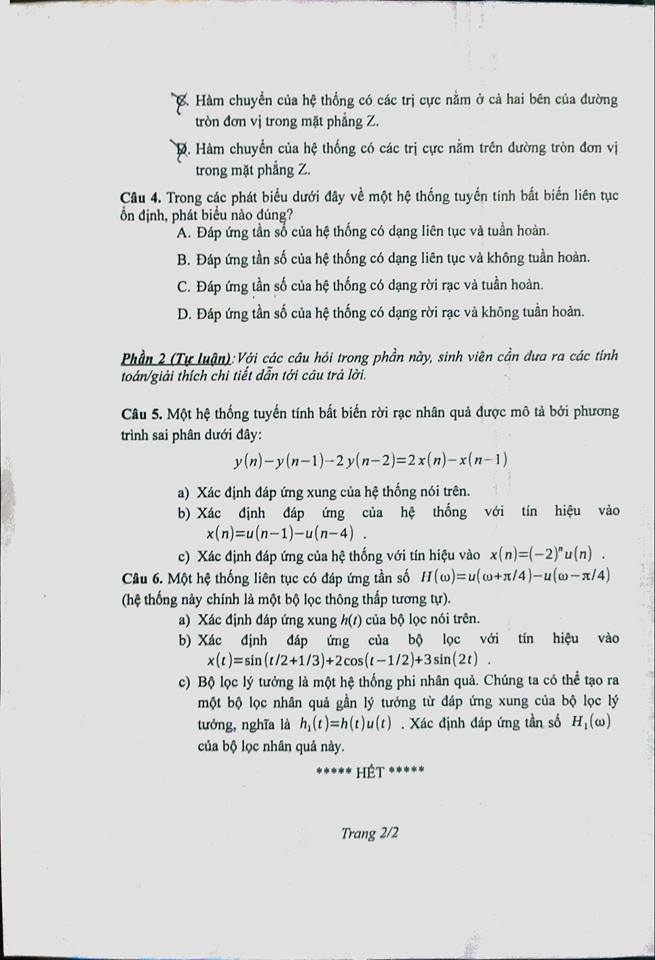 C. Hàm chuyển của hệ thống có các trị cực nằm ở cả hai bên của đường
tròn đơn vị trong mặt phẳng Z.
D. Hàm chuyển của hệ thống có các trị cực nằm trên đường tròn đơn vị
trong mặt phẳng Z.
Câu 4. Trong các phát biểu dưới đây về một hệ thống tuyến tính bất biến liên tục
ổn định, phát biểu nào đúng?
A. Đáp ứng tần số của hệ thống có dạng liên tục và tuần hoàn.
B. Đáp ứng tần số của hệ thống có dạng liên tục và không tuần hoàn.
C. Đáp ứng tần số của hệ thống có dạng rời rạc và tuần hoàn.
D. Đáp ứng tần số của hệ thống có dạng rời rạc và không tuần hoàn.
Phần 2 (Tự luận): Với các câu hỏi trong phần này, sinh viên cần đưa ra các tính
toán/giải thích chi tiết dẫn tới câu trả lời.
Câu 5. Một hệ thống tuyến tính bất biến rời rạc nhân quả được mô tả bởi phương
trình sai phân dưới đây:
y(n)−y(n−1)−2y(n−2)=2x(n)−x(n−1)
a) Xác định đáp ứng xung của hệ thống nói trên.
b) Xác định đáp ứng của hệ thống với tín hiệu vào
x(n)=u(n−1)−u(n−4) .
c) Xác định đáp ứng của hệ thống với tín hiệu vào x(n)=(−2)ⁿu(n) .
Câu 6. Một hệ thống liên tục có đáp ứng tần số H(ω)=u(ω+π/4)−u(ω−π/4)
(hệ thống này chính là một bộ lọc thông thấp tương tự).
a) Xác định đáp ứng xung h(t) của bộ lọc nói trên.
b) Xác định đáp ứng của bộ lọc với tín hiệu vào
x(t)=sin(t/2+1/3)+2cos(t−1/2)+3sin(2t) .
c) Bộ lọc lý tưởng là một hệ thống phi nhân quả. Chúng ta có thể tạo ra
một bộ lọc nhân quả gần lý tưởng từ đáp ứng xung của bộ lọc lý
tưởng, nghĩa là h₁(t)=h(t)u(t) . Xác định đáp ứng tần số H₁(ω)
của bộ lọc nhân quả này.
***** HẾT *****
Trang 2/2